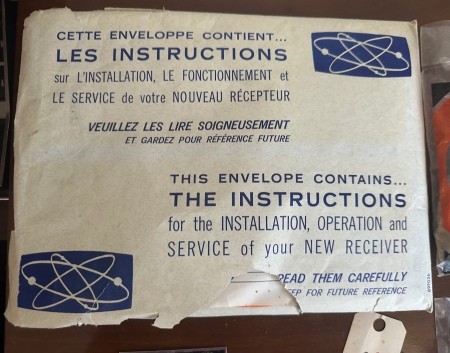 CETTE ENVELOPPE CONTIENT...
LES INSTRUCTIONS
sur L'INSTALLATION, LE FONCTIONNEMENT et
LE SERVICE de votre NOUVEAU RÉCEPTEUR
VEUILLEZ LES LIRE SOIGNEUSEMENT
ET GARDEZ POUR RÉFÉRENCE FUTURE
THIS ENVELOPE CONTAINS...
THE INSTRUCTIONS
for the INSTALLATION, OPERATION and
SERVICE of your NEW RECEIVER
READ THEM CAREFULLY
FOR FUTURE REFERENCE